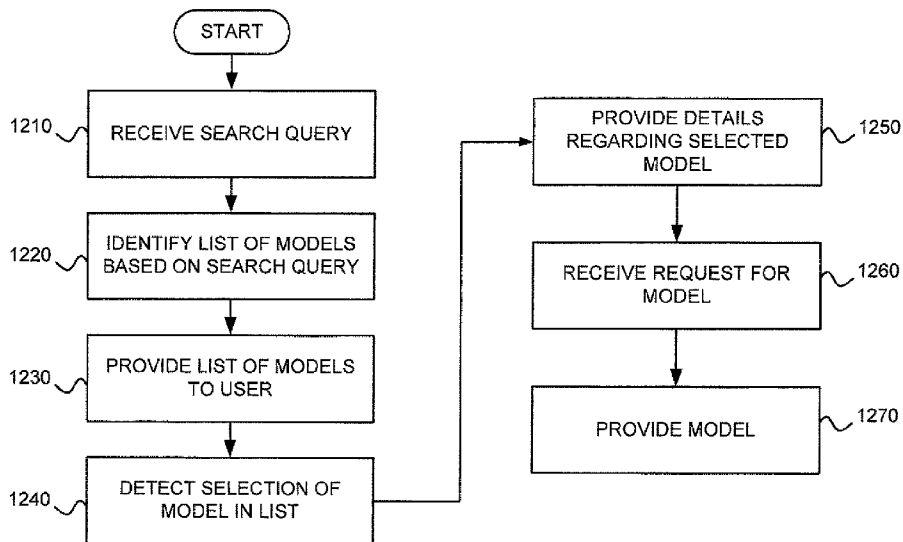 START
1210
RECEIVE SEARCH QUERY
1220
IDENTIFY LIST OF MODELS
BASED ON SEARCH QUERY
1230
PROVIDE LIST OF MODELS
TO USER
1240
DETECT SELECTION OF
MODEL IN LIST
PROVIDE DETAILS
REGARDING SELECTED
MODEL
1250
RECEIVE REQUEST FOR
MODEL
1260
PROVIDE MODEL
1270